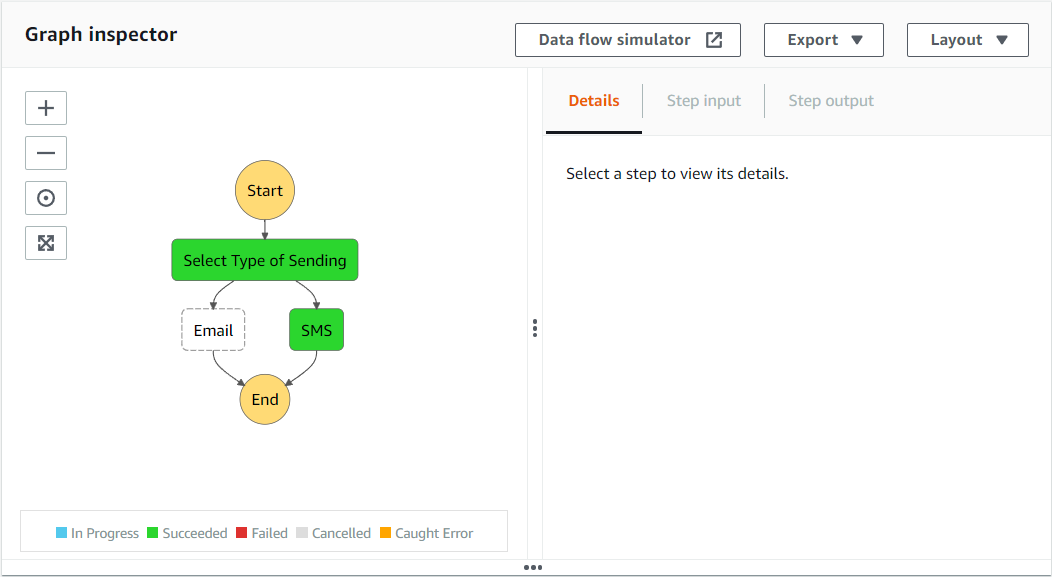 Graph inspector
Data flow simulator
Export
Layout
Details
Step input
Step output
Select a step to view its details.
Start
Select Type of Sending
Email
SMS
End
In Progress
Succeeded
Failed
Cancelled
Caught Error